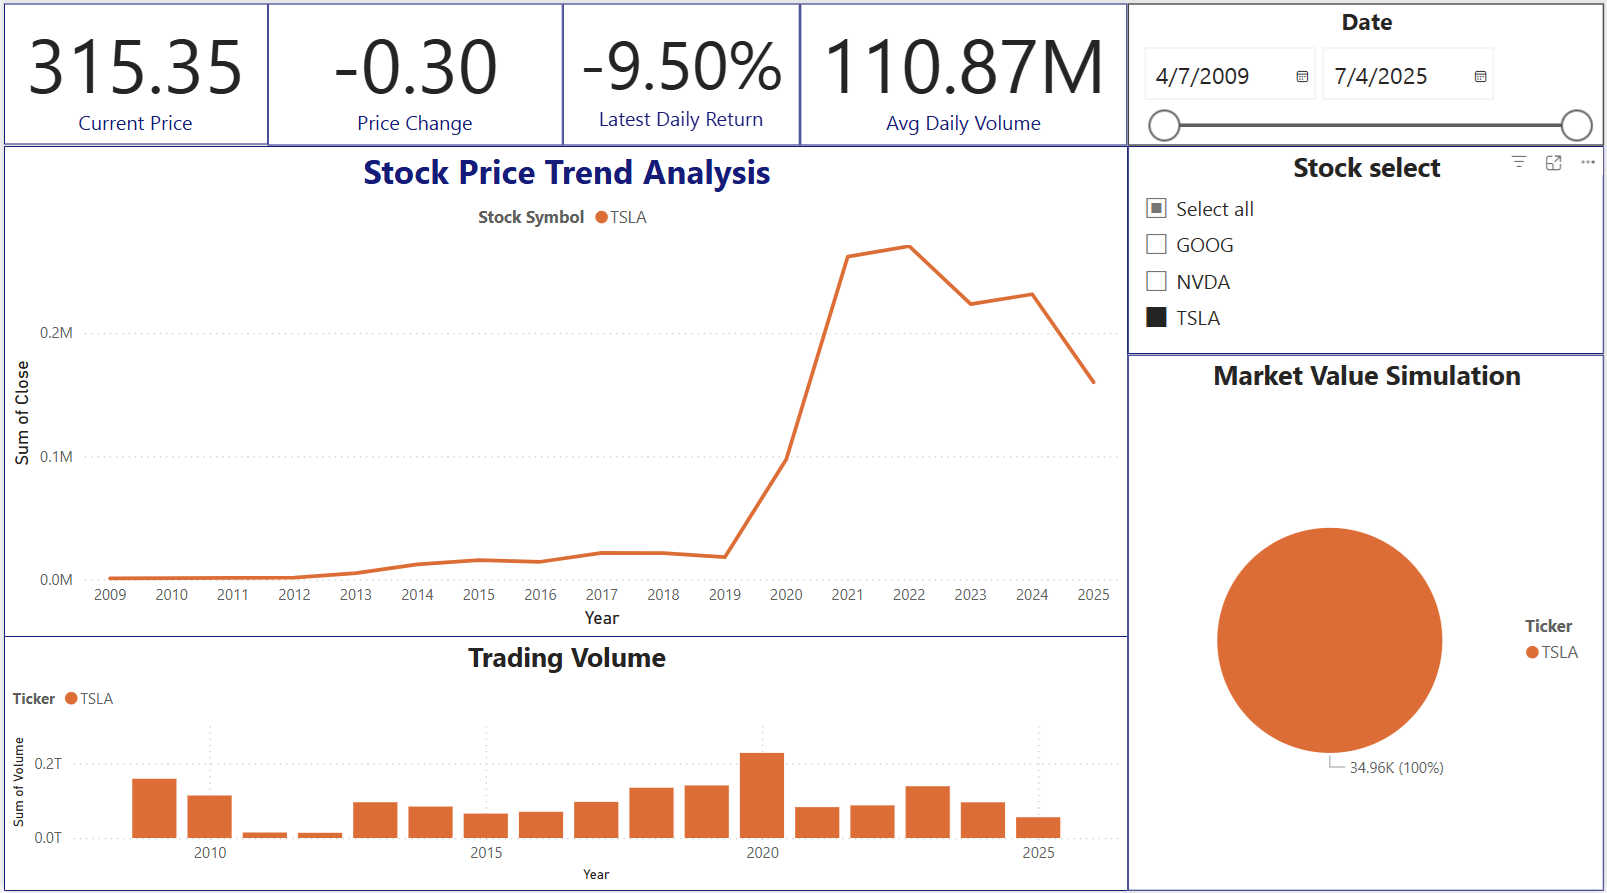 315.35
Current Price
-0.30
Price Change
-9.50%
Latest Daily Return
110.87M
Avg Daily Volume
Date
4/7/2009
7/4/2025
Stock Price Trend Analysis
Stock Symbol TSLA
Sum of Close
0.2M
0.1M
0.0M
2009 2010 2011 2012 2013 2014 2015 2016 2017 2018 2019 2020 2021 2022 2023 2024 2025
Year
Stock select
Select all
GOOG
NVDA
TSLA
Trading Volume
Ticker TSLA
Sum of Volume
0.2T
0.0T
2010 2015 2020 2025
Year
Market Value Simulation
Ticker
TSLA
34.96K (100%)